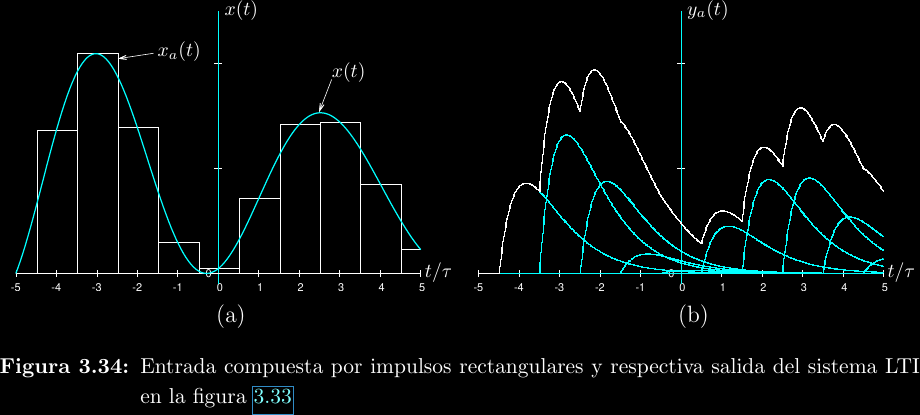 x(t)
x_a(t)
x(t)
t/τ
-5 -4 -3 -2 -1 0 0 1 2 3 4 5
(a)
y_a(t)
t/τ
-5 -4 -3 -2 -1 0 0 1 2 3 4 5
(b)
Figura 3.34: Entrada compuesta por impulsos rectangulares y respectiva salida del sistema LTI
en la figura 3.33